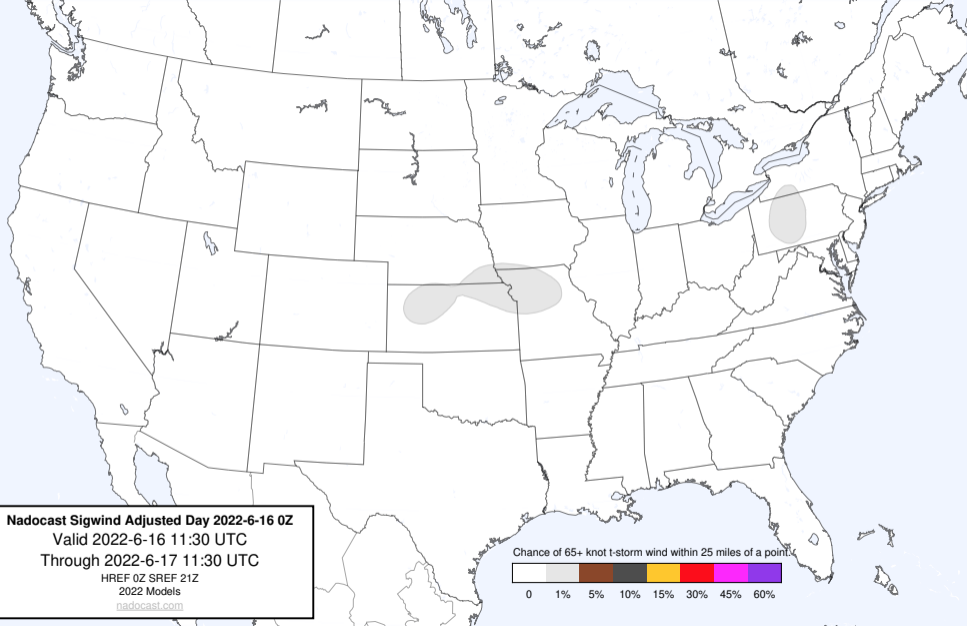 Nadocast Sigwind Adjusted Day 2022-6-16 0Z
Valid 2022-6-16 11:30 UTC
Through 2022-6-17 11:30 UTC
HREF 0Z SREF 21Z
2022 Models
nadocast.com
Chance of 65+ knot t-storm wind within 25 miles of a point.
0 1% 5% 10% 15% 30% 45% 60%